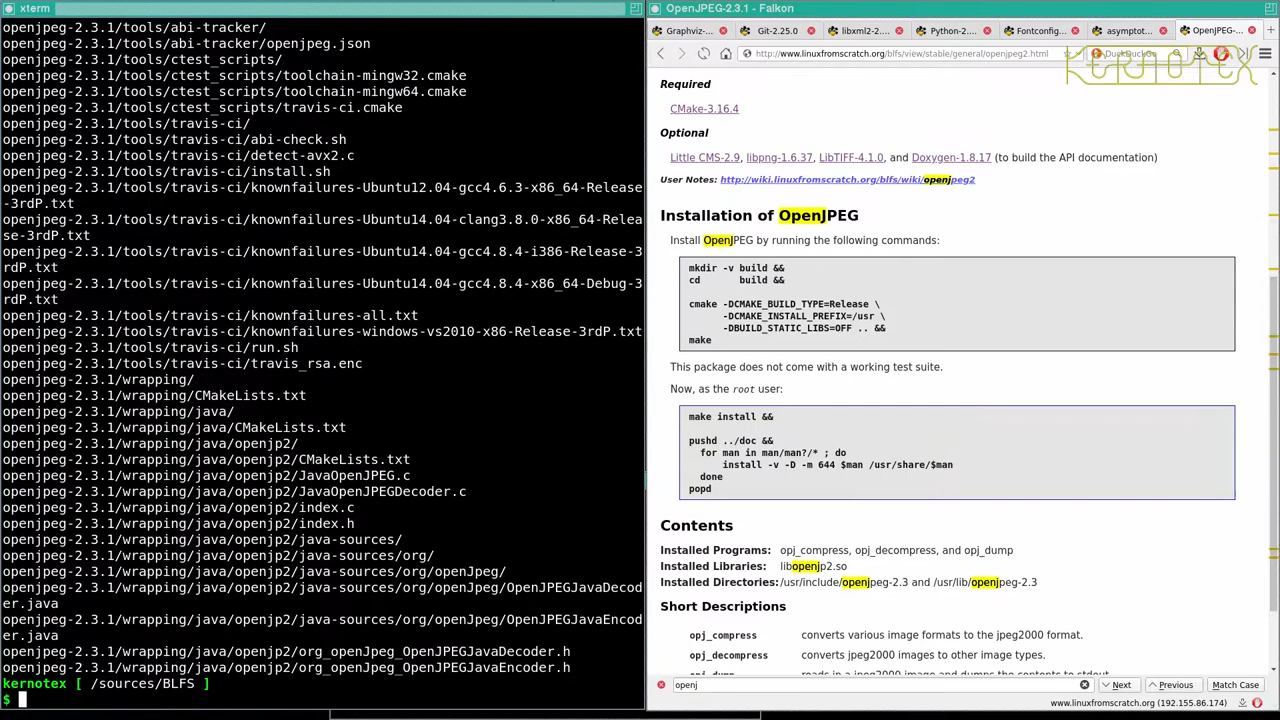 xterm
openjpeg-2.3.1/tools/abi-tracker/
openjpeg-2.3.1/tools/abi-tracker/openjpeg.json
openjpeg-2.3.1/tools/ctest_scripts/
openjpeg-2.3.1/tools/ctest_scripts/toolchain-mingw32.cmake
openjpeg-2.3.1/tools/ctest_scripts/toolchain-mingw64.cmake
openjpeg-2.3.1/tools/ctest_scripts/travis-ci.cmake
openjpeg-2.3.1/tools/travis-ci/
openjpeg-2.3.1/tools/travis-ci/abi-check.sh
openjpeg-2.3.1/tools/travis-ci/detect-avx2.c
openjpeg-2.3.1/tools/travis-ci/install.sh
openjpeg-2.3.1/tools/travis-ci/knownfailures-Ubuntu12.04-gcc4.6.3-x86_64-Release
-3rdP.txt
openjpeg-2.3.1/tools/travis-ci/knownfailures-Ubuntu14.04-clang3.8.0-x86_64-Relea
se-3rdP.txt
openjpeg-2.3.1/tools/travis-ci/knownfailures-Ubuntu14.04-gcc4.8.4-i386-Release-3
rdP.txt
openjpeg-2.3.1/tools/travis-ci/knownfailures-Ubuntu14.04-gcc4.8.4-x86_64-Debug-3
rdP.txt
openjpeg-2.3.1/tools/travis-ci/knownfailures-all.txt
openjpeg-2.3.1/tools/travis-ci/knownfailures-windows-vs2010-x86-Release-3rdP.txt
openjpeg-2.3.1/tools/travis-ci/run.sh
openjpeg-2.3.1/tools/travis-ci/travis_rsa.enc
openjpeg-2.3.1/wrapping/
openjpeg-2.3.1/wrapping/CMakeLists.txt
openjpeg-2.3.1/wrapping/java/
openjpeg-2.3.1/wrapping/java/CMakeLists.txt
openjpeg-2.3.1/wrapping/java/openjp2/
openjpeg-2.3.1/wrapping/java/openjp2/CMakeLists.txt
openjpeg-2.3.1/wrapping/java/openjp2/JavaOpenJPEG.c
openjpeg-2.3.1/wrapping/java/openjp2/JavaOpenJPEGDecoder.c
openjpeg-2.3.1/wrapping/java/openjp2/index.c
openjpeg-2.3.1/wrapping/java/openjp2/index.h
openjpeg-2.3.1/wrapping/java/openjp2/java-sources/
openjpeg-2.3.1/wrapping/java/openjp2/java-sources/org/
openjpeg-2.3.1/wrapping/java/openjp2/java-sources/org/openJpeg/
openjpeg-2.3.1/wrapping/java/openjp2/java-sources/org/openJpeg/OpenJPEGJavaDecod
er.java
openjpeg-2.3.1/wrapping/java/openjp2/java-sources/org/openJpeg/OpenJPEGJavaEncod
er.java
openjpeg-2.3.1/wrapping/java/openjp2/org_openJpeg_OpenJPEGJavaDecoder.h
openjpeg-2.3.1/wrapping/java/openjp2/org_openJpeg_OpenJPEGJavaEncoder.h
kernotex [ /sources/BLFS ]
$
OpenJPEG-2.3.1 - Falkon
Graphviz-... Git-2.25.0 libxml2-2.... Python-2.... Fontconfig... asymptot... OpenJPEG-...
http://www.linuxfromscratch.org/blfs/view/stable/general/openjpeg2.html DuckDuckGo
KERNOTEX
Required
CMake-3.16.4
Optional
Little CMS-2.9, libpng-1.6.37, LibTIFF-4.1.0, and Doxygen-1.8.17 (to build the API documentation)
User Notes: http://wiki.linuxfromscratch.org/blfs/wiki/openjpeg2
Installation of OpenJPEG
Install OpenJPEG by running the following commands:
mkdir -v build &&
cd       build &&
cmake -DCMAKE_BUILD_TYPE=Release \
-DCMAKE_INSTALL_PREFIX=/usr \
-DBUILD_STATIC_LIBS=OFF .. &&
make
This package does not come with a working test suite.
Now, as the root user:
make install &&
pushd ../doc &&
for man in man/man?/* ; do
install -v -D -m 644 $man /usr/share/$man
done
popd
Contents
Installed Programs: opj_compress, opj_decompress, and opj_dump
Installed Libraries: libopenjp2.so
Installed Directories: /usr/include/openjpeg-2.3 and /usr/lib/openjpeg-2.3
Short Descriptions
opj_compress converts various image formats to the jpeg2000 format.
opj_decompress converts jpeg2000 images to other image types.
opj_dump reads in a jpeg2000 image and dumps the contents to stdout.
openj Next Previous Match Case
www.linuxfromscratch.org (192.155.86.174)